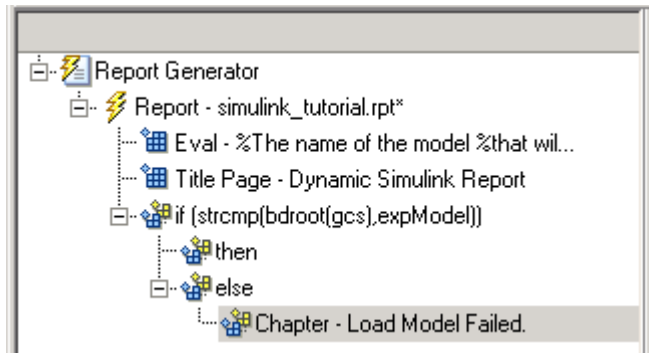 Report Generator
Report - simulink_tutorial.rpt*
Eval - %The name of the model %that wil...
Title Page - Dynamic Simulink Report
if (strcmp(bdroot(gcs),expModel))
then
else
Chapter - Load Model Failed.